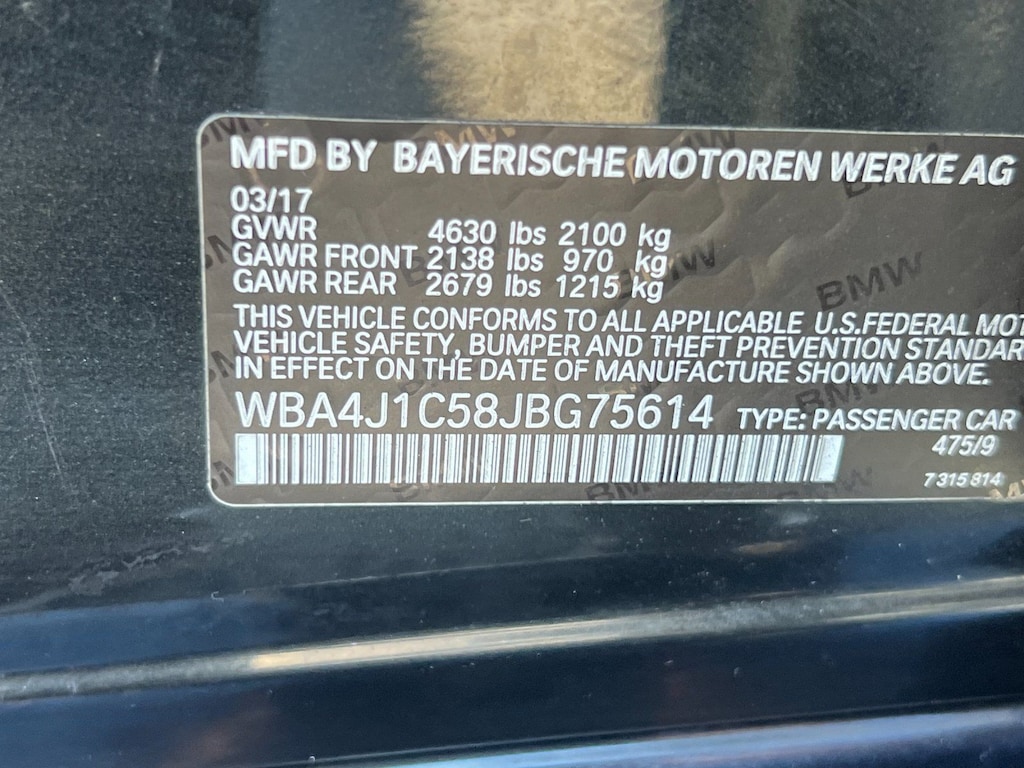 MFD BY BAYERISCHE MOTOREN WERKE AG
03/17
GVWR 4630 lbs 2100 kg
GAWR FRONT 2138 lbs 970 kg
GAWR REAR 2679 lbs 1215 kg
THIS VEHICLE CONFORMS TO ALL APPLICABLE U.S.FEDERAL MOT
VEHICLE SAFETY, BUMPER AND THEFT PREVENTION STANDAR
IN EFFECT ON THE DATE OF MANUFACTURE SHOWN ABOVE.
WBA4J1C58JBG75614 TYPE: PASSENGER CAR
475/9
7 315 814